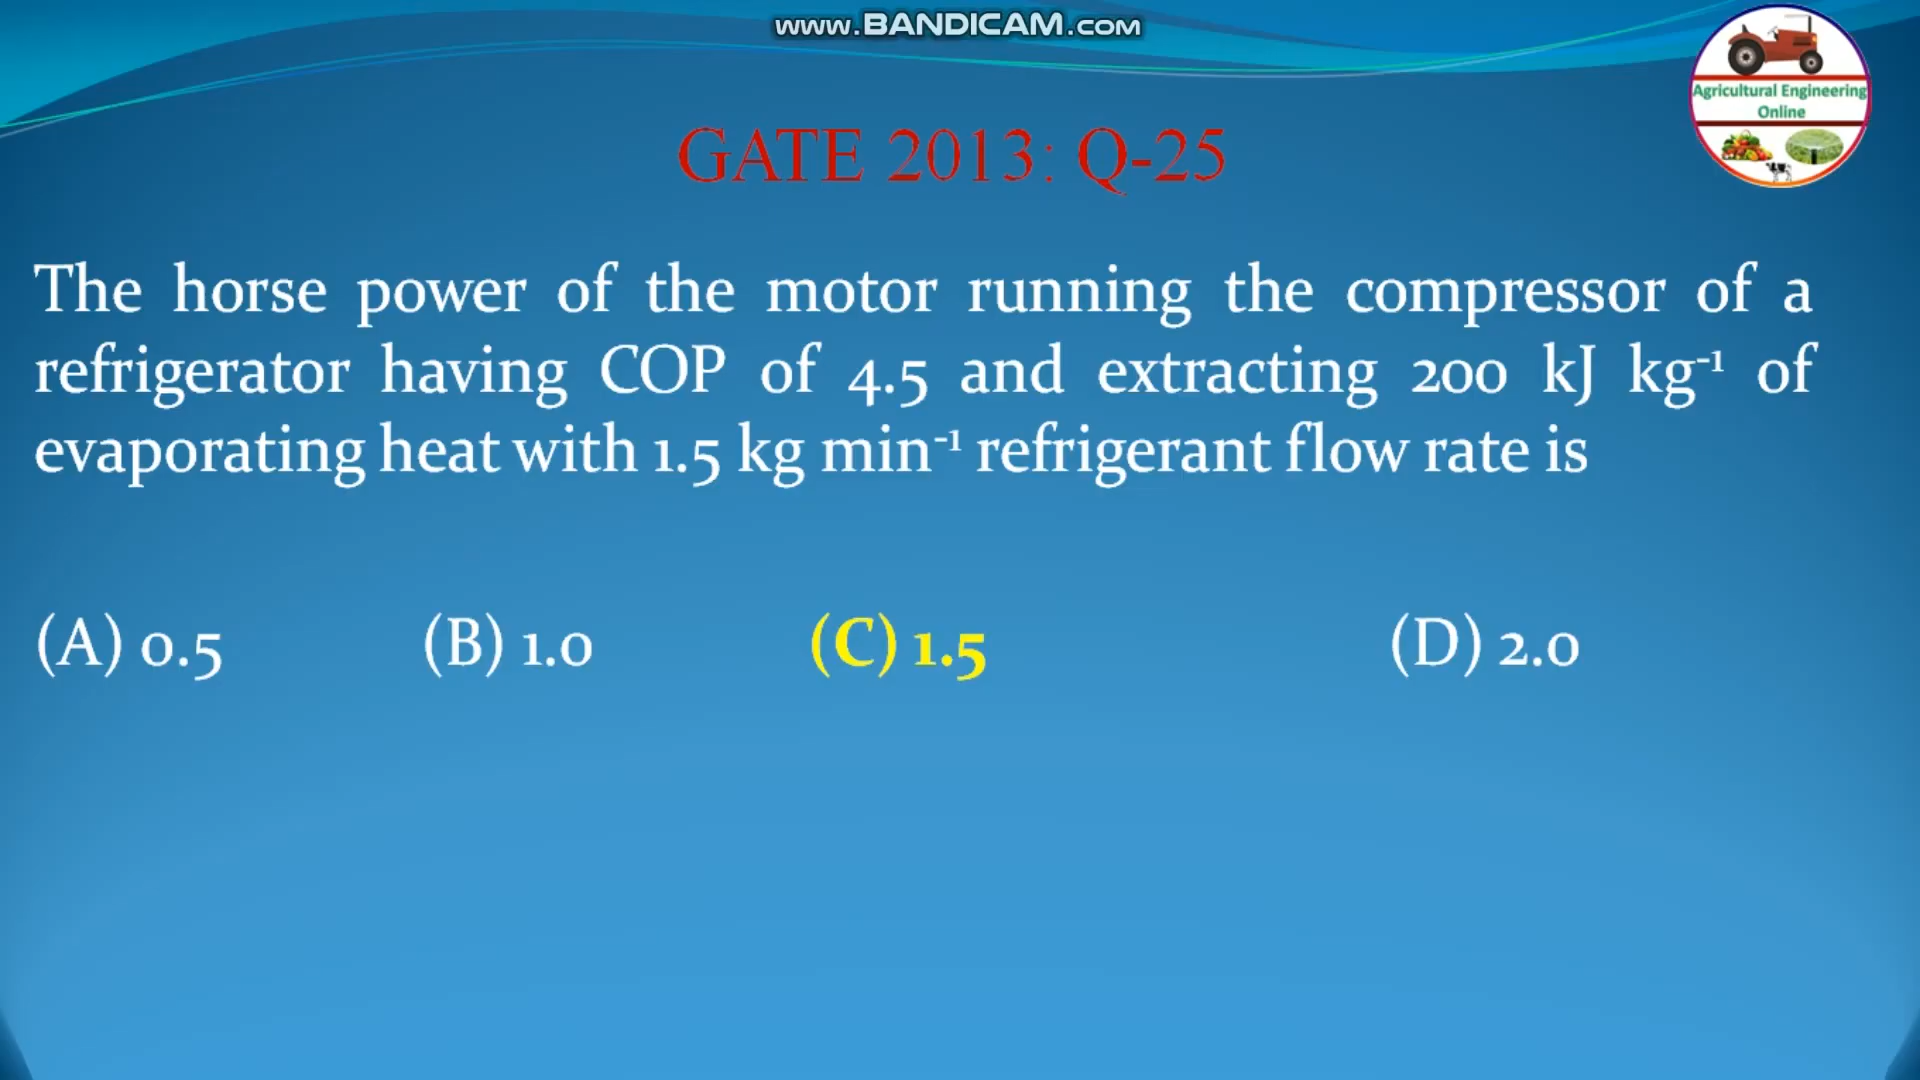 www.BANDICAM.com
Agricultural Engineering
Online
GATE 2013: Q-25
The horse power of the motor running the compressor of a
refrigerator having COP of 4.5 and extracting 200 kJ kg⁻¹ of
evaporating heat with 1.5 kg min⁻¹ refrigerant flow rate is
(A) 0.5 (B) 1.0 (C) 1.5 (D) 2.0